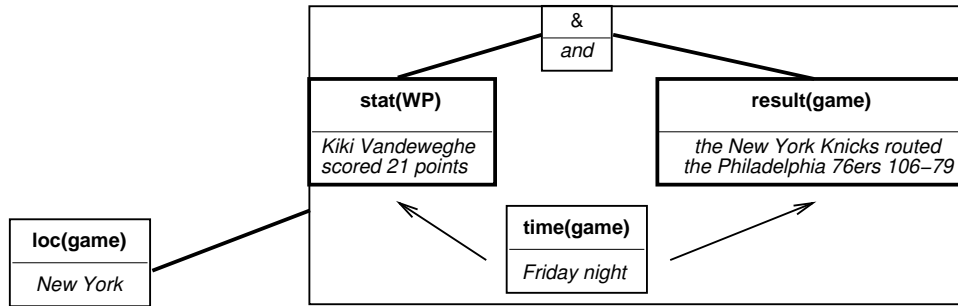 &
and
stat(WP)
Kiki Vandeweghe
scored 21 points
result(game)
the New York Knicks routed
the Philadelphia 76ers 106−79
loc(game)
New York
time(game)
Friday night